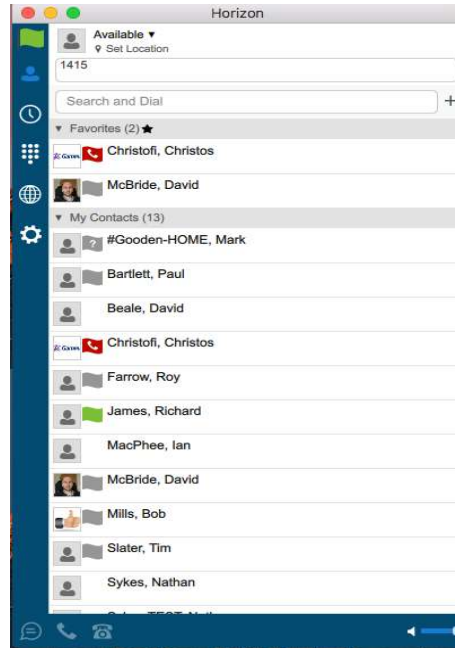 Horizon
Available ▾
Set Location
1415
Search and Dial
+
▾ Favorites (2) ★
Christofi, Christos
McBride, David
▾ My Contacts (13)
? #Gooden-HOME, Mark
Bartlett, Paul
Beale, David
Christofi, Christos
Farrow, Roy
James, Richard
MacPhee, Ian
McBride, David
Mills, Bob
Slater, Tim
Sykes, Nathan